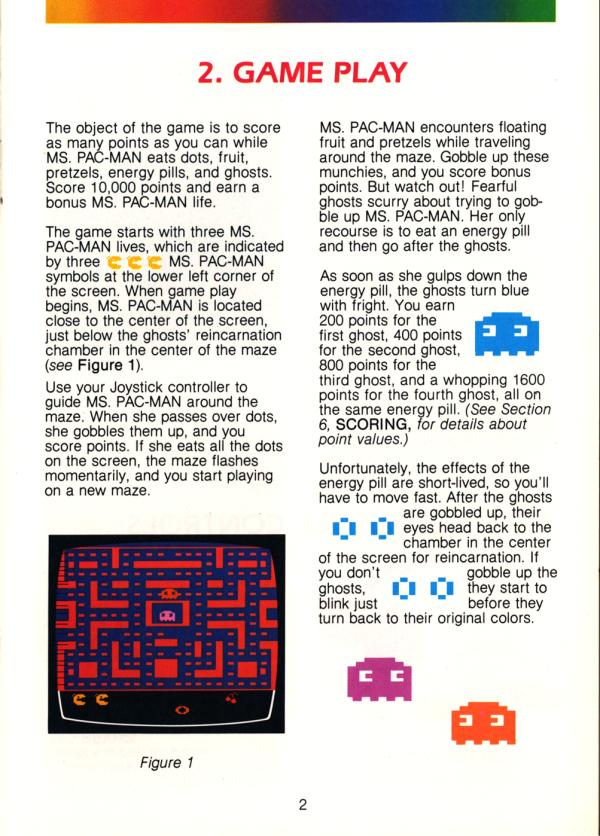 2. GAME PLAY
The object of the game is to score
as many points as you can while
MS. PAC-MAN eats dots, fruit,
pretzels, energy pills, and ghosts.
Score 10,000 points and earn a
bonus MS. PAC-MAN life.
The game starts with three MS.
PAC-MAN lives, which are indicated
by three MS. PAC-MAN
symbols at the lower left corner of
the screen. When game play
begins, MS. PAC-MAN is located
close to the center of the screen,
just below the ghosts' reincarnation
chamber in the center of the maze
(see Figure 1).
Use your Joystick controller to
guide MS. PAC-MAN around the
maze. When she passes over dots,
she gobbles them up, and you
score points. If she eats all the dots
on the screen, the maze flashes
momentarily, and you start playing
on a new maze.
Figure 1
MS. PAC-MAN encounters floating
fruit and pretzels while traveling
around the maze. Gobble up these
munchies, and you score bonus
points. But watch out! Fearful
ghosts scurry about trying to gob-
ble up MS. PAC-MAN. Her only
recourse is to eat an energy pill
and then go after the ghosts.
As soon as she gulps down the
energy pill, the ghosts turn blue
with fright. You earn
200 points for the
first ghost, 400 points
for the second ghost,
800 points for the
third ghost, and a whopping 1600
points for the fourth ghost, all on
the same energy pill. (See Section
6, SCORING, for details about
point values.)
Unfortunately, the effects of the
energy pill are short-lived, so you'll
have to move fast. After the ghosts
are gobbled up, their
eyes head back to the
chamber in the center
of the screen for reincarnation. If
you don't gobble up the
ghosts, they start to
blink just before they
turn back to their original colors.
2